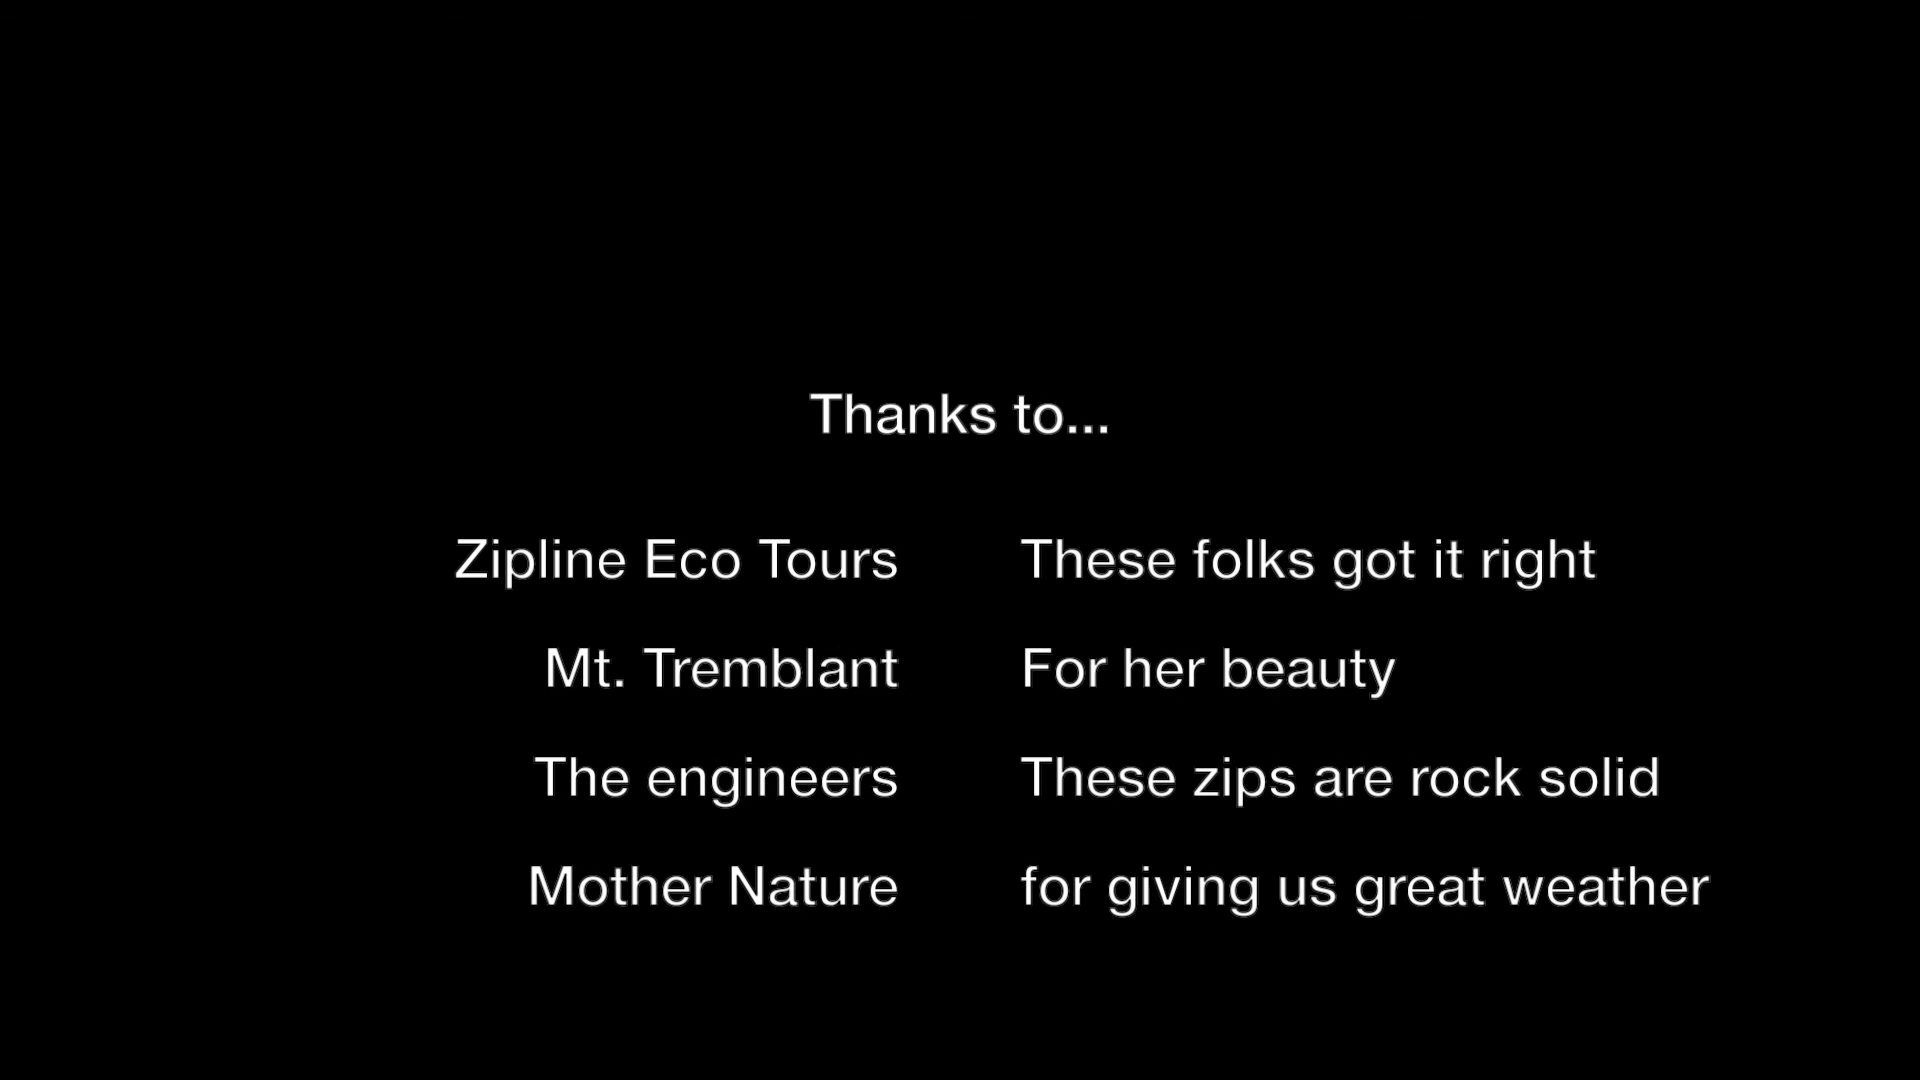 Thanks to...
Zipline Eco Tours These folks got it right
Mt. Tremblant For her beauty
The engineers These zips are rock solid
Mother Nature for giving us great weather